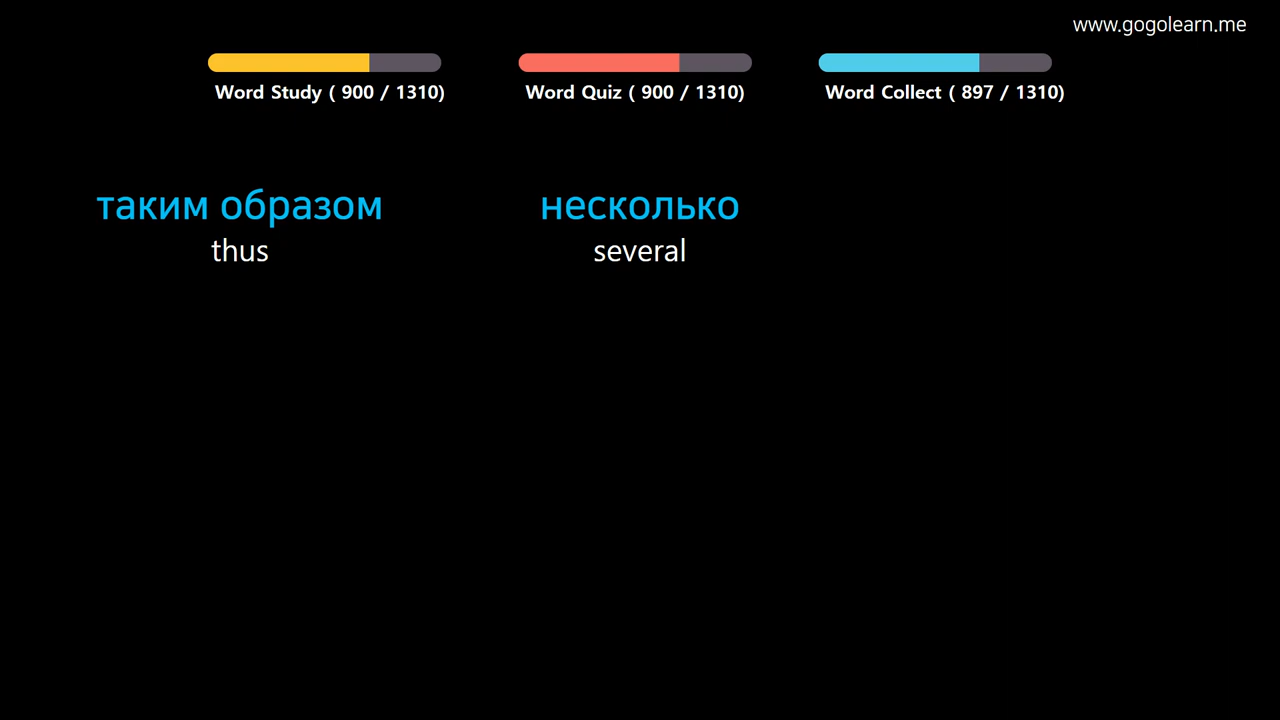 www.gogolearn.me
Word Study ( 900 / 1310)
Word Quiz ( 900 / 1310)
Word Collect ( 897 / 1310)
таким образом
thus
несколько
several